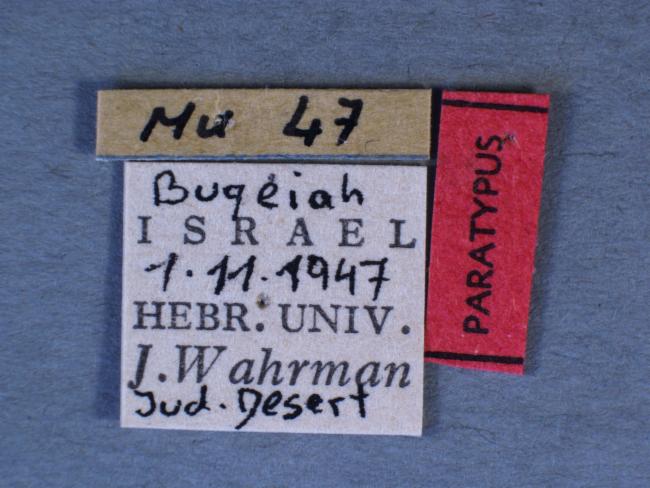 Mu 47
Buqeiah
ISRAEL
1.11.1947
HEBR. UNIV.
J. Wahrman
Jud. Desert
PARATYPUS